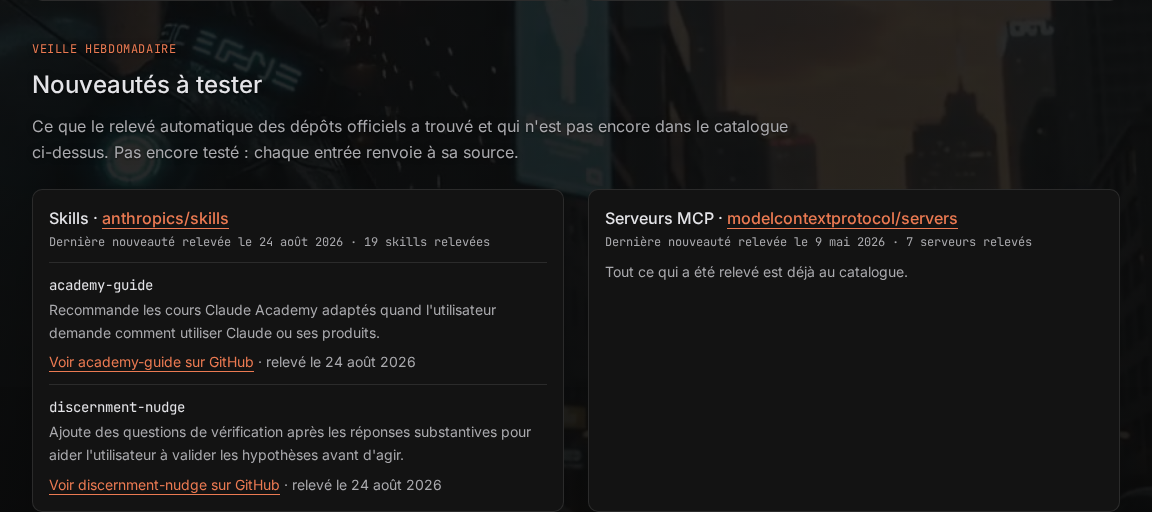 VEILLE HEBDOMADAIRE
Nouveautés à tester
Ce que le relevé automatique des dépôts officiels a trouvé et qui n'est pas encore dans le catalogue
ci-dessus. Pas encore testé : chaque entrée renvoie à sa source.
Skills · anthropics/skills
Dernière nouveauté relevée le 24 août 2026 · 19 skills relevées
academy-guide
Recommande les cours Claude Academy adaptés quand l'utilisateur
demande comment utiliser Claude ou ses produits.
Voir academy-guide sur GitHub · relevé le 24 août 2026
discernment-nudge
Ajoute des questions de vérification après les réponses substantives pour
aider l'utilisateur à valider les hypothèses avant d'agir.
Voir discernment-nudge sur GitHub · relevé le 24 août 2026
Serveurs MCP · modelcontextprotocol/servers
Dernière nouveauté relevée le 9 mai 2026 · 7 serveurs relevés
Tout ce qui a été relevé est déjà au catalogue.